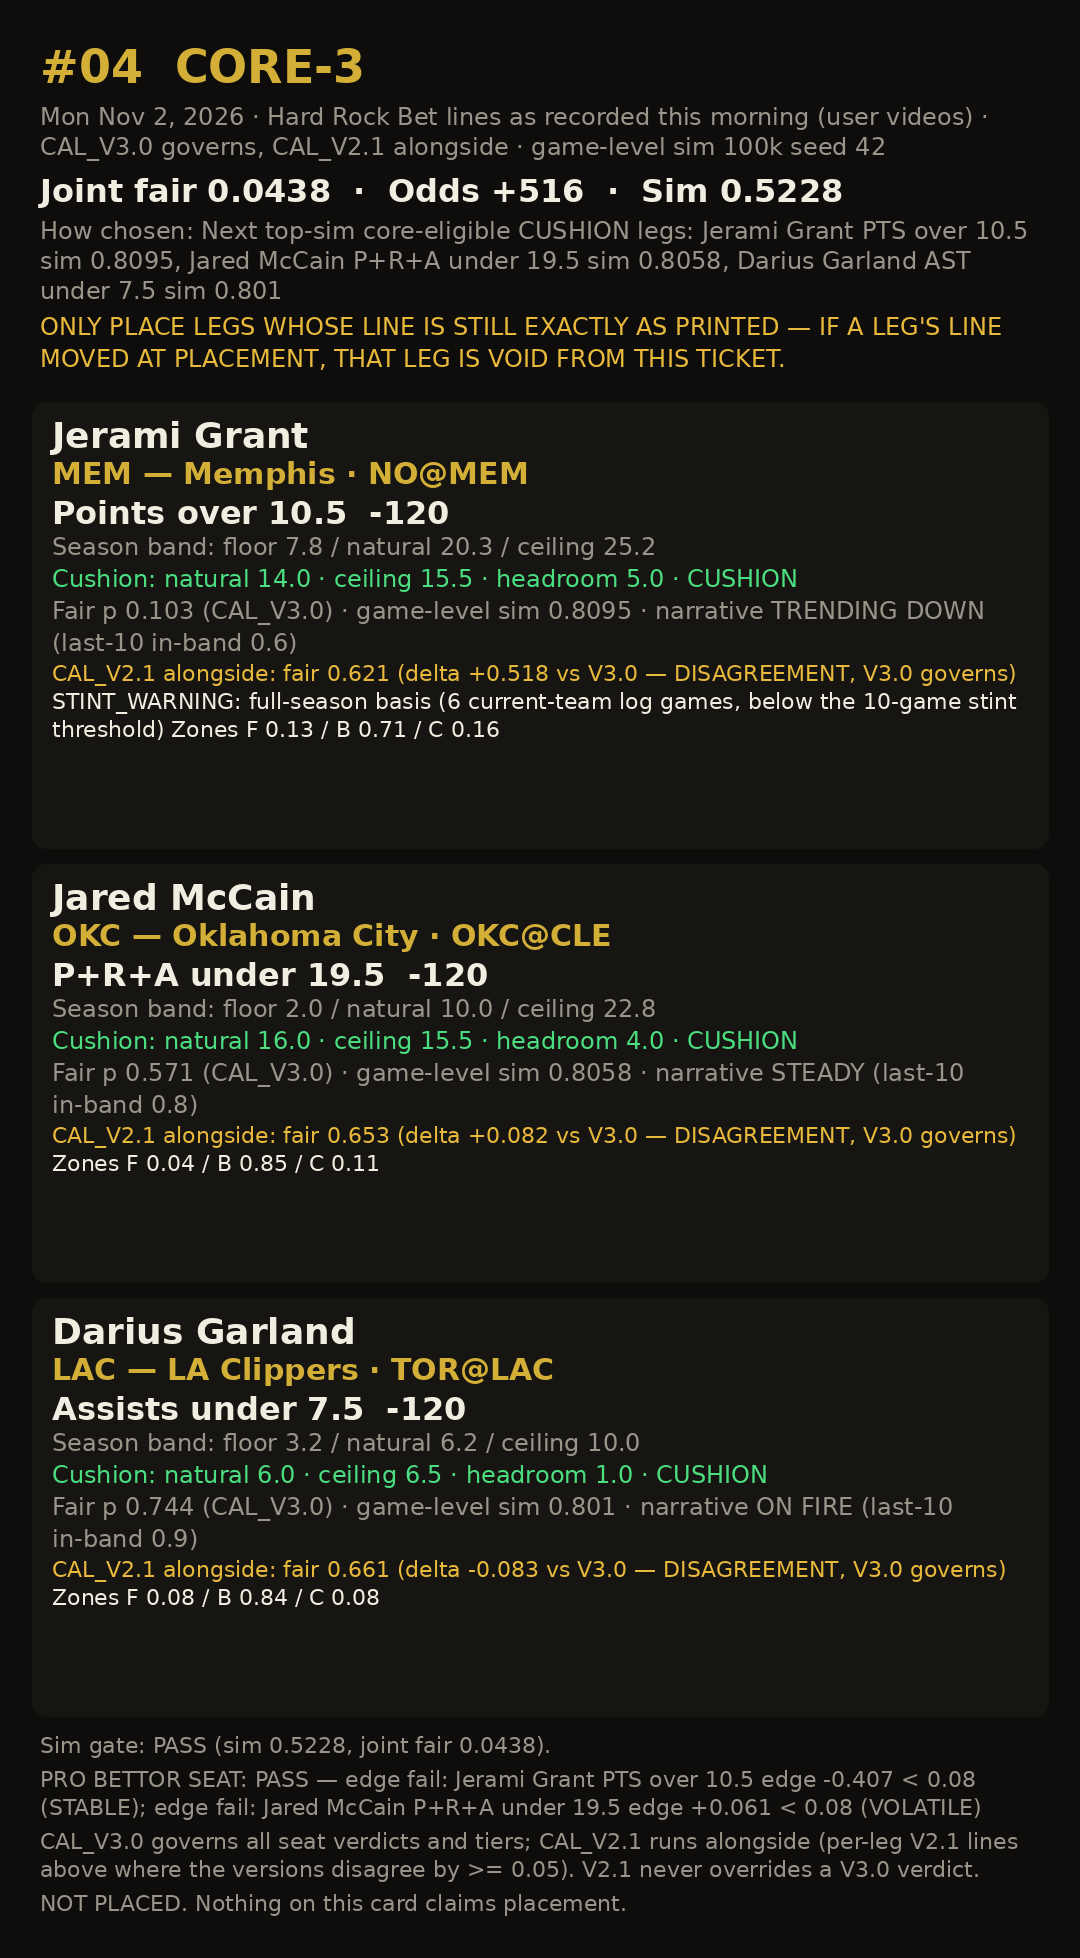 #04 CORE-3
Mon Nov 2, 2026 · Hard Rock Bet lines as recorded this morning (user videos) ·
CAL_V3.0 governs, CAL_V2.1 alongside · game-level sim 100k seed 42
Joint fair 0.0438 · Odds +516 · Sim 0.5228
How chosen: Next top-sim core-eligible CUSHION legs: Jerami Grant PTS over 10.5
sim 0.8095, Jared McCain P+R+A under 19.5 sim 0.8058, Darius Garland AST
under 7.5 sim 0.801
ONLY PLACE LEGS WHOSE LINE IS STILL EXACTLY AS PRINTED — IF A LEG'S LINE
MOVED AT PLACEMENT, THAT LEG IS VOID FROM THIS TICKET.
Jerami Grant
MEM — Memphis · NO@MEM
Points over 10.5 -120
Season band: floor 7.8 / natural 20.3 / ceiling 25.2
Cushion: natural 14.0 · ceiling 15.5 · headroom 5.0 · CUSHION
Fair p 0.103 (CAL_V3.0) · game-level sim 0.8095 · narrative TRENDING DOWN
(last-10 in-band 0.6)
CAL_V2.1 alongside: fair 0.621 (delta +0.518 vs V3.0 — DISAGREEMENT, V3.0 governs)
STINT_WARNING: full-season basis (6 current-team log games, below the 10-game stint
threshold) Zones F 0.13 / B 0.71 / C 0.16
Jared McCain
OKC — Oklahoma City · OKC@CLE
P+R+A under 19.5 -120
Season band: floor 2.0 / natural 10.0 / ceiling 22.8
Cushion: natural 16.0 · ceiling 15.5 · headroom 4.0 · CUSHION
Fair p 0.571 (CAL_V3.0) · game-level sim 0.8058 · narrative STEADY (last-10
in-band 0.8)
CAL_V2.1 alongside: fair 0.653 (delta +0.082 vs V3.0 — DISAGREEMENT, V3.0 governs)
Zones F 0.04 / B 0.85 / C 0.11
Darius Garland
LAC — LA Clippers · TOR@LAC
Assists under 7.5 -120
Season band: floor 3.2 / natural 6.2 / ceiling 10.0
Cushion: natural 6.0 · ceiling 6.5 · headroom 1.0 · CUSHION
Fair p 0.744 (CAL_V3.0) · game-level sim 0.801 · narrative ON FIRE (last-10
in-band 0.9)
CAL_V2.1 alongside: fair 0.661 (delta -0.083 vs V3.0 — DISAGREEMENT, V3.0 governs)
Zones F 0.08 / B 0.84 / C 0.08
Sim gate: PASS (sim 0.5228, joint fair 0.0438).
PRO BETTOR SEAT: PASS — edge fail: Jerami Grant PTS over 10.5 edge -0.407 < 0.08
(STABLE); edge fail: Jared McCain P+R+A under 19.5 edge +0.061 < 0.08 (VOLATILE)
CAL_V3.0 governs all seat verdicts and tiers; CAL_V2.1 runs alongside (per-leg V2.1 lines
above where the versions disagree by >= 0.05). V2.1 never overrides a V3.0 verdict.
NOT PLACED. Nothing on this card claims placement.